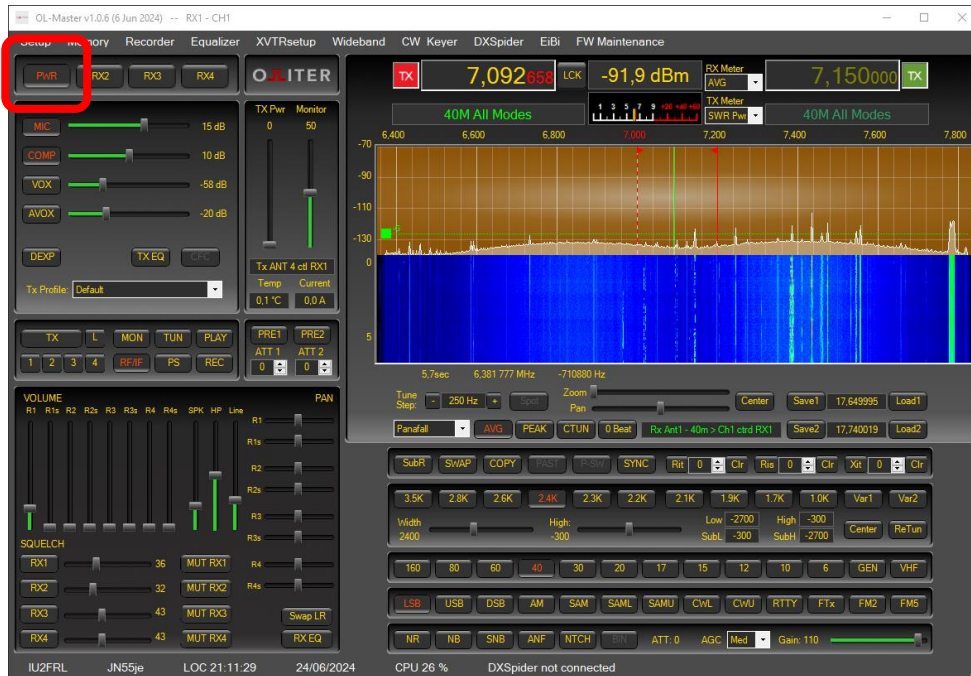 OL-Master v1.0.6 (6 Jun 2024) -- RX1 - CH1
Setup Memory Recorder Equalizer XVTRsetup Wideband CW Keyer DXSpider EiBi FW Maintenance
PWR RX2 RX3 RX4
OLLITER
TX 7,092658 LCK -91,9 dBm RX Meter AVG 7,150000 TX
40M All Modes 1 3 5 7 9 +20 +40 +60 TX Meter SWR Pwr 40M All Modes
MIC 15 dB
COMP 10 dB
VOX -58 dB
AVOX -20 dB
DEXP TX EQ CFC
Tx Profile: Default
TX Pwr Monitor
0 50
Tx ANT 4 ctl RX1
Temp Current
0,1 °C 0,0 A
6,400 6,600 6,800 7,000 7,200 7,400 7,600 7,800
-70
-90
-110
-G
-130
0
5
TX L MON TUN PLAY
1 2 3 4 RF/IF PS REC
PRE1 PRE2
ATT 1 ATT 2
0 0
5,7sec 6,381 777 MHz -710880 Hz
Tune Step: - 250 Hz + Spot Zoom Pan Center Save1 17,649995 Load1
Panafall AVG PEAK CTUN 0 Beat Rx Ant1 - 40m > Ch1 ctrd RX1 Save2 17,740019 Load2
VOLUME PAN
R1 R1s R2 R2s R3 R3s R4 R4s SPK HP Line
R1
R1s
R2
R2s
R3
R3s
R4
R4s
SQUELCH
RX1 36 MUT RX1
RX2 32 MUT RX2
RX3 43 MUT RX3 Swap LR
RX4 43 MUT RX4 RX EQ
SubR SWAP COPY PAST P-SW SYNC Rit 0 Clr Ris 0 Clr Xit 0 Clr
3.5K 2.8K 2.6K 2.4K 2.3K 2.2K 2.1K 1.9K 1.7K 1.0K Var1 Var2
Width High: Low -2700 High -300 Center ReTun
2400 -300 SubL -300 SubH -2700
160 80 60 40 30 20 17 15 12 10 6 GEN VHF
LSB USB DSB AM SAM SAML SAMU CWL CWU RTTY FTx FM2 FM5
NR NB SNB ANF NTCH BIN ATT: 0 AGC Med Gain: 110
IU2FRL JN55je LOC 21:11:29 24/06/2024 CPU 26 % DXSpider not connected